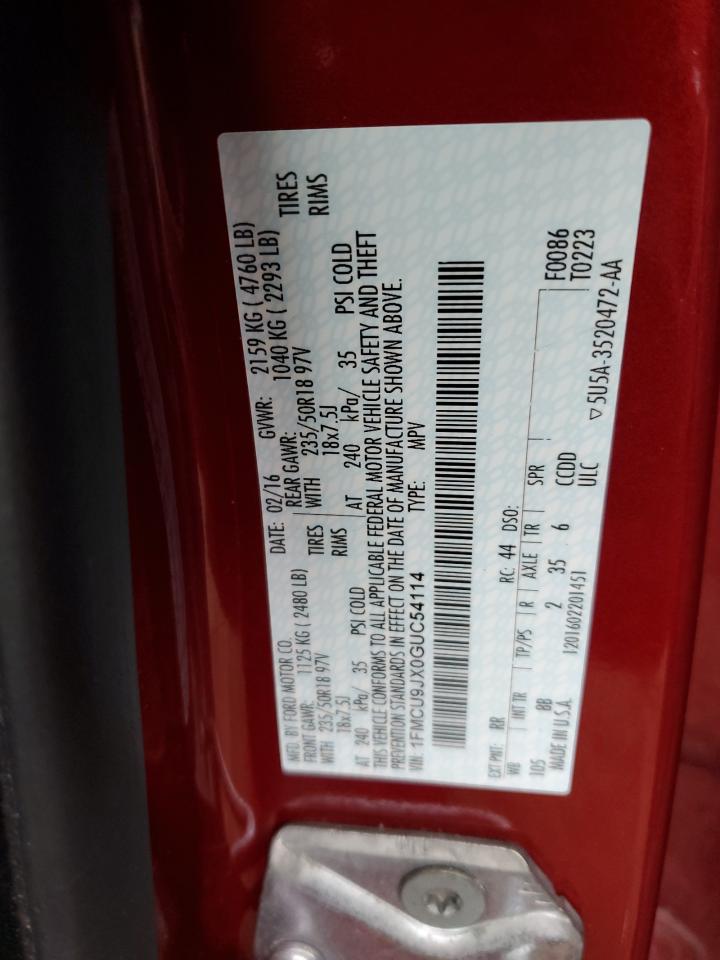 MFD. BY FORD MOTOR CO.
DATE: 02/16 GVWR: 2159 KG ( 4760 LB)
FRONT GAWR: 1125 KG ( 2480 LB) REAR GAWR: 1040 KG ( 2293 LB)
WITH 235/50R18 97V TIRES WITH 235/50R18 97V TIRES
18x7.5J RIMS 18x7.5J RIMS
AT 240 kPa/ 35 PSI COLD AT 240 kPa/ 35 PSI COLD
THIS VEHICLE CONFORMS TO ALL APPLICABLE FEDERAL MOTOR VEHICLE SAFETY AND THEFT
PREVENTION STANDARDS IN EFFECT ON THE DATE OF MANUFACTURE SHOWN ABOVE.
VIN: 1FMCU9JX0GUC54114 TYPE: MPV
EXT PNT: RR RC: 44 DSO: F0086
WB INT TR TP/PS R AXLE TR SPR T0223
105 8B 2 35 6 CCDD
MADE IN U.S.A. 1201602201451 ULC
▽5U5A-3520472-AA